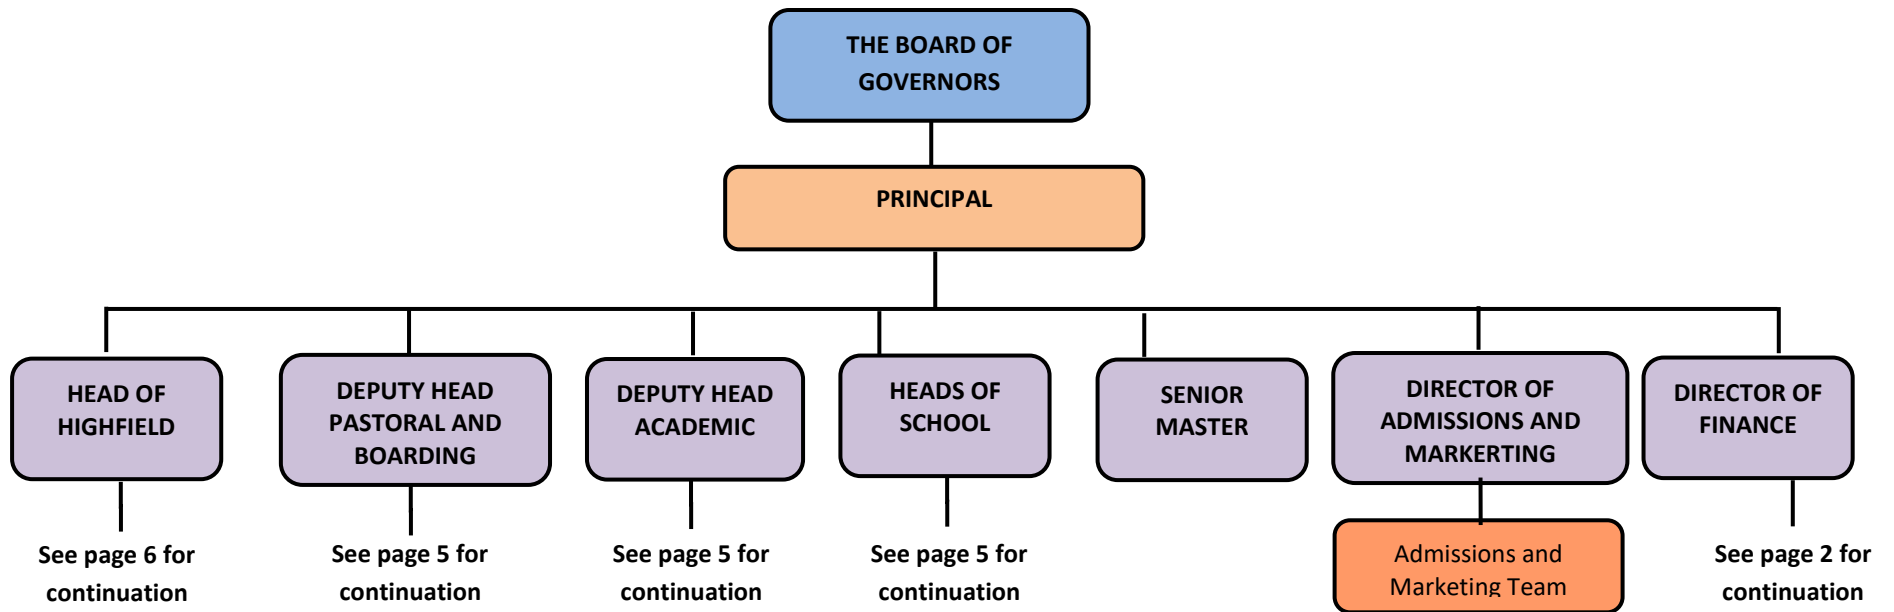 THE BOARD OF
GOVERNORS
PRINCIPAL
HEAD OF
HIGHFIELD
DEPUTY HEAD
PASTORAL AND
BOARDING
DEPUTY HEAD
ACADEMIC
HEADS OF
SCHOOL
SENIOR
MASTER
DIRECTOR OF
ADMISSIONS AND
MARKERTING
DIRECTOR OF
FINANCE
See page 6 for
continuation
See page 5 for
continuation
See page 5 for
continuation
See page 5 for
continuation
Admissions and
Marketing Team
See page 2 for
continuation